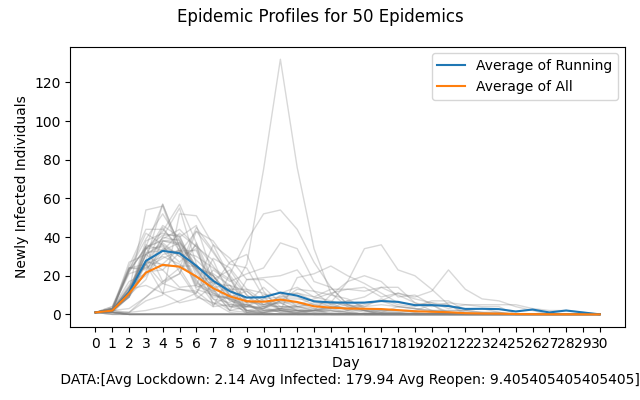 Epidemic Profiles for 50 Epidemics
Newly Infected Individuals
120
100
80
60
40
20
0
Average of Running
Average of All
0 1 2 3 4 5 6 7 8 9 10 11 12 13 14 15 16 17 18 19 20 21 22 23 24 25 26 27 28 29 30
Day
DATA:[Avg Lockdown: 2.14 Avg Infected: 179.94 Avg Reopen: 9.405405405405405]